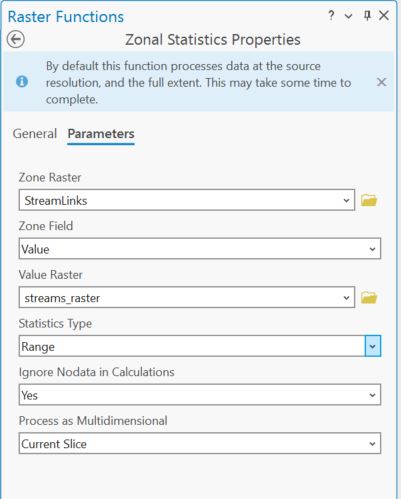 Raster Functions
?
Zonal Statistics Properties
By default this function processes data at the source
resolution, and the full extent. This may take some time to
complete.
General Parameters
Zone Raster
StreamLinks
Zone Field
Value
Value Raster
streams_raster
Statistics Type
Range
Ignore Nodata in Calculations
Yes
Process as Multidimensional
Current Slice